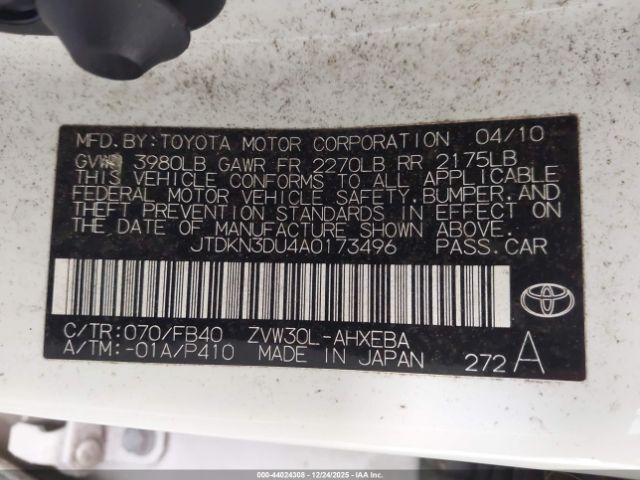 MFD.BY:TOYOTA MOTOR CORPORATION 04/10
GVWR 3980LB GAWR FR 2270LB RR 2175LB
THIS VEHICLE CONFORMS TO ALL APPLICABLE
FEDERAL MOTOR VEHICLE SAFETY,BUMPER,AND
THEFT PREVENTION STANDARDS IN EFFECT ON
THE DATE OF MANUFACTURE SHOWN ABOVE.
JTDKN3DU4A0173496 PASS.CAR
C/TR:070/FB40 ZVW30L-AHXEBA
A/TM:-01A/P410 MADE IN JAPAN 272 A
000-44024308 - 12/24/2025 - IAAI.COM